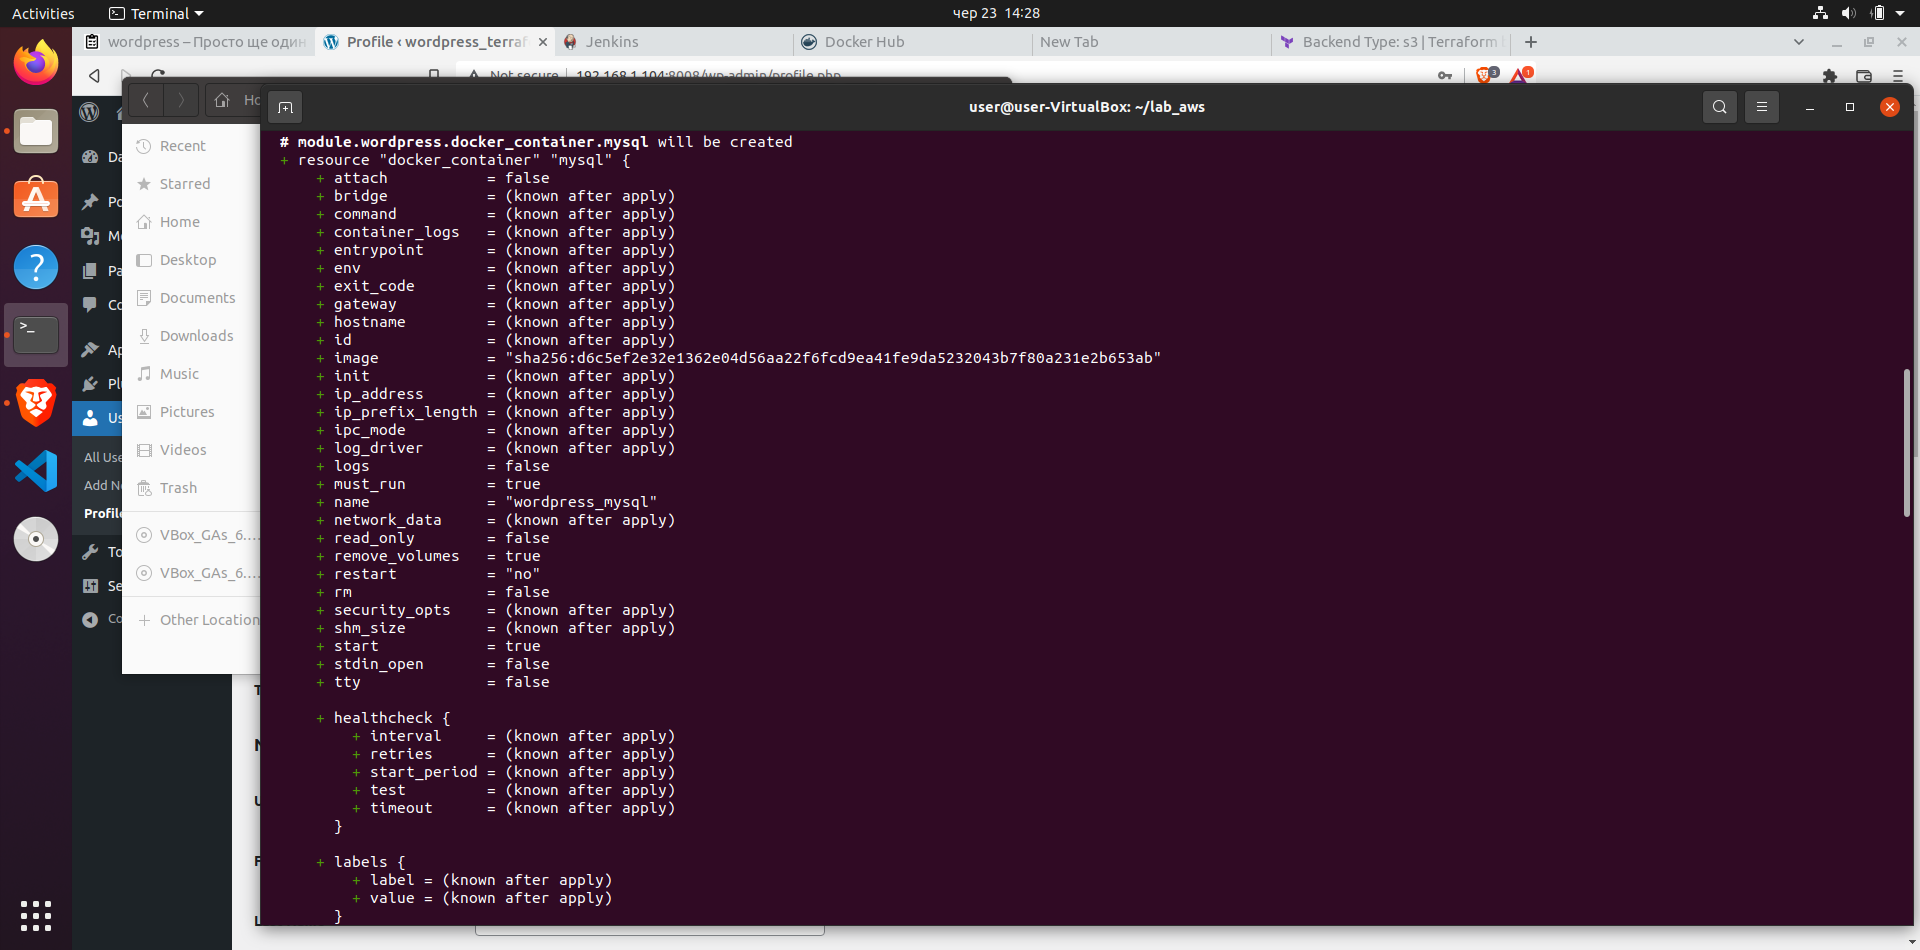 Activities
Terminal
чер 23 14:28
wordpress – Просто ще один
Profile ‹ wordpress_terraf
Jenkins
Docker Hub
New Tab
Backend Type: s3 | Terraform
Not secure
192.168.1.104:8008/wp-admin/profile.php
3
1
user@user-VirtualBox: ~/lab_aws
Recent
Starred
Home
Desktop
Documents
Downloads
Music
Pictures
Videos
Trash
VBox_GAs_6....
VBox_GAs_6....
Other Location
All Use
Add N
Profile
# module.wordpress.docker_container.mysql will be created
+ resource "docker_container" "mysql" {
+ attach = false
+ bridge = (known after apply)
+ command = (known after apply)
+ container_logs = (known after apply)
+ entrypoint = (known after apply)
+ env = (known after apply)
+ exit_code = (known after apply)
+ gateway = (known after apply)
+ hostname = (known after apply)
+ id = (known after apply)
+ image = "sha256:d6c5ef2e32e1362e04d56aa22f6fcd9ea41fe9da5232043b7f80a231e2b653ab"
+ init = (known after apply)
+ ip_address = (known after apply)
+ ip_prefix_length = (known after apply)
+ ipc_mode = (known after apply)
+ log_driver = (known after apply)
+ logs = false
+ must_run = true
+ name = "wordpress_mysql"
+ network_data = (known after apply)
+ read_only = false
+ remove_volumes = true
+ restart = "no"
+ rm = false
+ security_opts = (known after apply)
+ shm_size = (known after apply)
+ start = true
+ stdin_open = false
+ tty = false
+ healthcheck {
+ interval = (known after apply)
+ retries = (known after apply)
+ start_period = (known after apply)
+ test = (known after apply)
+ timeout = (known after apply)
}
+ labels {
+ label = (known after apply)
+ value = (known after apply)
}